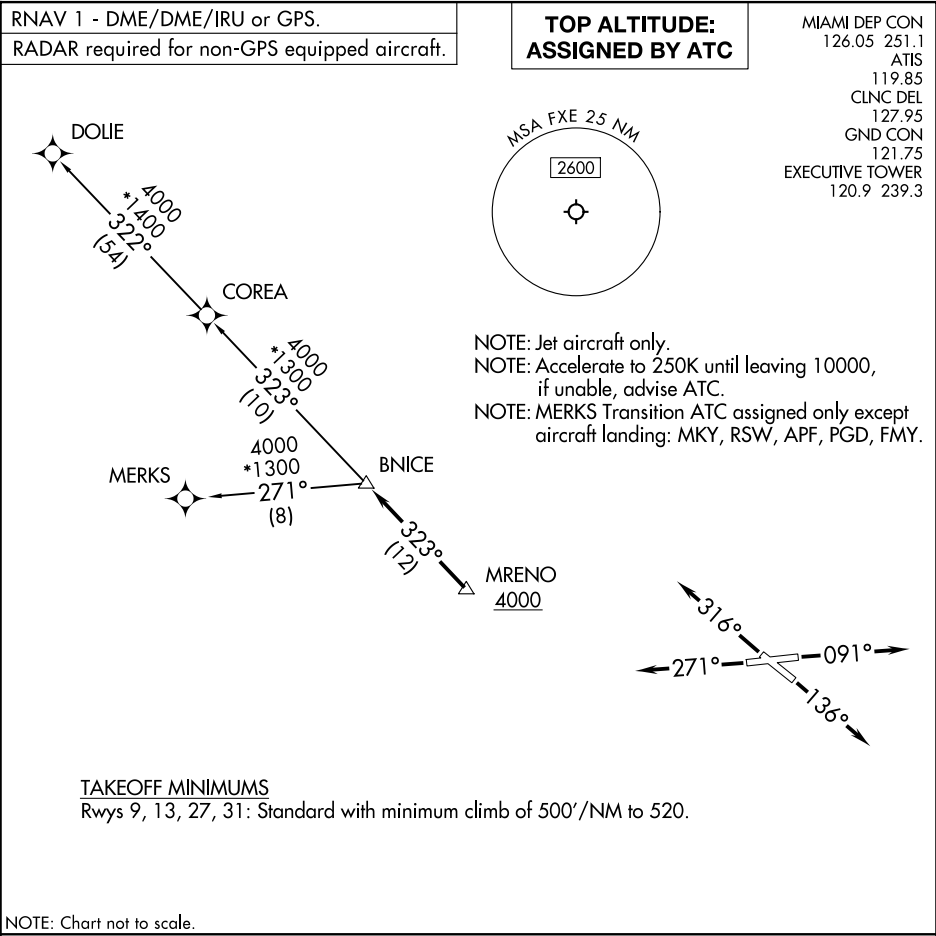 RNAV 1 - DME/DME/IRU or GPS.
RADAR required for non-GPS equipped aircraft.
TOP ALTITUDE:
ASSIGNED BY ATC
MIAMI DEP CON
126.05 251.1
ATIS
119.85
CLNC DEL
127.95
GND CON
121.75
EXECUTIVE TOWER
120.9 239.3
MSA FXE 25 NM
2600
DOLIE
4000
*1400
322°
(54)
COREA
4000
*1300
323°
(10)
NOTE: Jet aircraft only.
NOTE: Accelerate to 250K until leaving 10000,
if unable, advise ATC.
NOTE: MERKS Transition ATC assigned only except
aircraft landing: MKY, RSW, APF, PGD, FMY.
MERKS
4000
*1300
271°
(8)
BNICE
323°
(12)
MRENO
4000
316°
271°
091°
136°
TAKEOFF MINIMUMS
Rwys 9, 13, 27, 31: Standard with minimum climb of 500'/NM to 520.
NOTE: Chart not to scale.